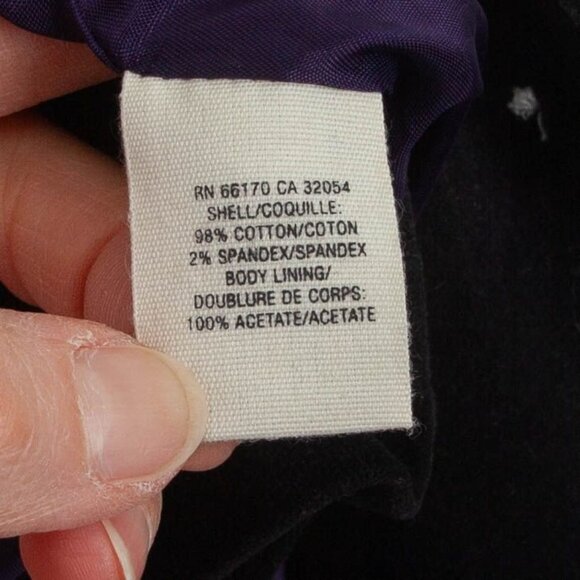 RN 66170 CA 32054
SHELL/COQUILLE:
98% COTTON/COTON
2% SPANDEX/SPANDEX
BODY LINING/
DOUBLURE DE CORPS:
100% ACETATE/ACETATE